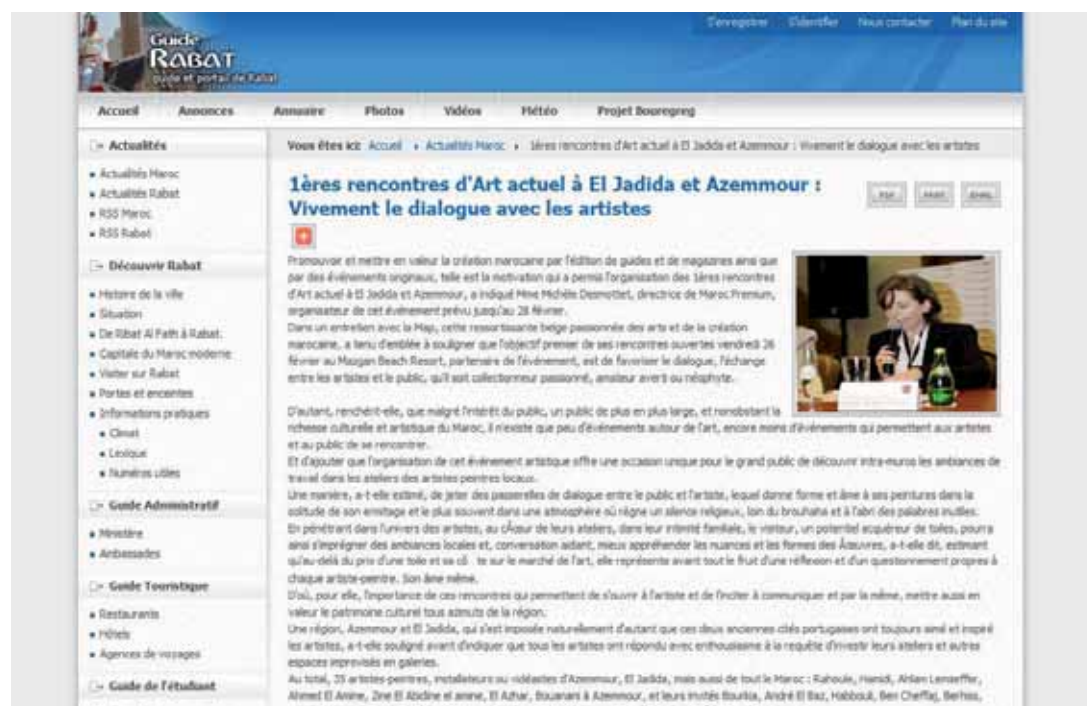 S'enregistrer S'identifier Nous contacter Plan du site
Guide
RABAT
guide et portail de Rabat
Accueil Annonces Annuaire Photos Vidéos Météo Projet Bouregreg
Actualités
Actualités Maroc
Actualités Rabat
RSS Maroc
RSS Rabat
Découvrir Rabat
Histoire de la ville
Situation
De Ribat Al Fath à Rabat.
Capitale du Maroc moderne
Visiter sur Rabat
Portes et enceintes
Informations pratiques
Climat
Lexique
Numéros utiles
Guide Administratif
Ministère
Ambassades
Guide Touristique
Restaurants
Hôtels
Agences de voyages
Guide de l'étudiant
Vous êtes ici: Accueil Actualités Maroc 1ères rencontres d'Art actuel à El Jadida et Azemmour : Vivement le dialogue avec les artistes
1ères rencontres d'Art actuel à El Jadida et Azemmour :
Vivement le dialogue avec les artistes
PDF PRINT EMAIL
Promouvoir et mettre en valeur la création marocaine par l'édition de guides et de magazines ainsi que
par des événements originaux, telle est la motivation qui a permis l'organisation des 1ères rencontres
d'Art actuel à El Jadida et Azemmour, a indiqué Mme Michèle Desmottet, directrice de Maroc Premium,
organisateur de cet événement prévu jusqu'au 28 février.
Dans un entretien avec la Map, cette ressortissante belge passionnée des arts et de la création
marocaine, a tenu d'emblée à souligner que l'objectif premier de ses rencontres ouvertes vendredi 26
février au Mazgan Beach Resort, partenaire de l'événement, est de favoriser le dialogue, l'échange
entre les artistes et le public, qu'il soit collectionneur passionné, amateur averti ou néophyte.
D'autant, renchérit-elle, que malgré l'intérêt du public, un public de plus en plus large, et nonobstant la
richesse culturelle et artistique du Maroc, il n'existe que peu d'événements autour de l'art, encore moins d'événements qui permettent aux artistes
et au public de se rencontrer.
Et d'ajouter que l'organisation de cet événement artistique offre une occasion unique pour le grand public de découvrir intra-muros les ambiances de
travail dans les ateliers des artistes peintres locaux.
Une manière, a-t-elle estimé, de jeter des passerelles de dialogue entre le public et l'artiste, lequel donne forme et âme à ses peintures dans la
solitude de son ermitage et le plus souvent dans une atmosphère où règne un silence religieux, loin du brouhaha et à l'abri des palabres inutiles.
En pénétrant dans l'univers des artistes, au cÅœur de leurs ateliers, dans leur intimité familiale, le visiteur, un potentiel acquéreur de toiles, pourra
ainsi s'imprégner des ambiances locales et, conversation aidant, mieux appréhender les nuances et les formes des Åœuvres, a-t-elle dit, estimant
qu'au-delà du prix d'une toile et sa cô te sur le marché de l'art, elle représente avant tout le fruit d'une réflexion et d'un questionnement propres à
chaque artiste-peintre. Son âme même.
D'où, pour elle, l'importance de ces rencontres qui permettent de s'ouvrir à l'artiste et de l'inciter à communiquer et par la même, mettre aussi en
valeur le patrimoine culturel tous azimuts de la région.
Une région, Azemmour et El Jadida, qui s'est imposée naturellement d'autant que ces deux anciennes cités portugaises ont toujours aimé et inspiré
les artistes, a-t-elle souligné avant d'indiquer que tous les artistes ont répondu avec enthousiasme à la requête d'investir leurs ateliers et autres
espaces improvisés en galeries.
Au total, 35 artistes-peintres, installateurs ou vidéastes d'Azemmour, El Jadida, mais aussi de tout le Maroc : Rahoule, Hamidi, Ahlam Lemseffer,
Ahmed El Amine, Zine El Abidine el amine, El Azhar, Bouanani à Azemmour, et leurs invités Bourkia, André El Baz, Habbouli, Ben Cheffaj, Berhiss,